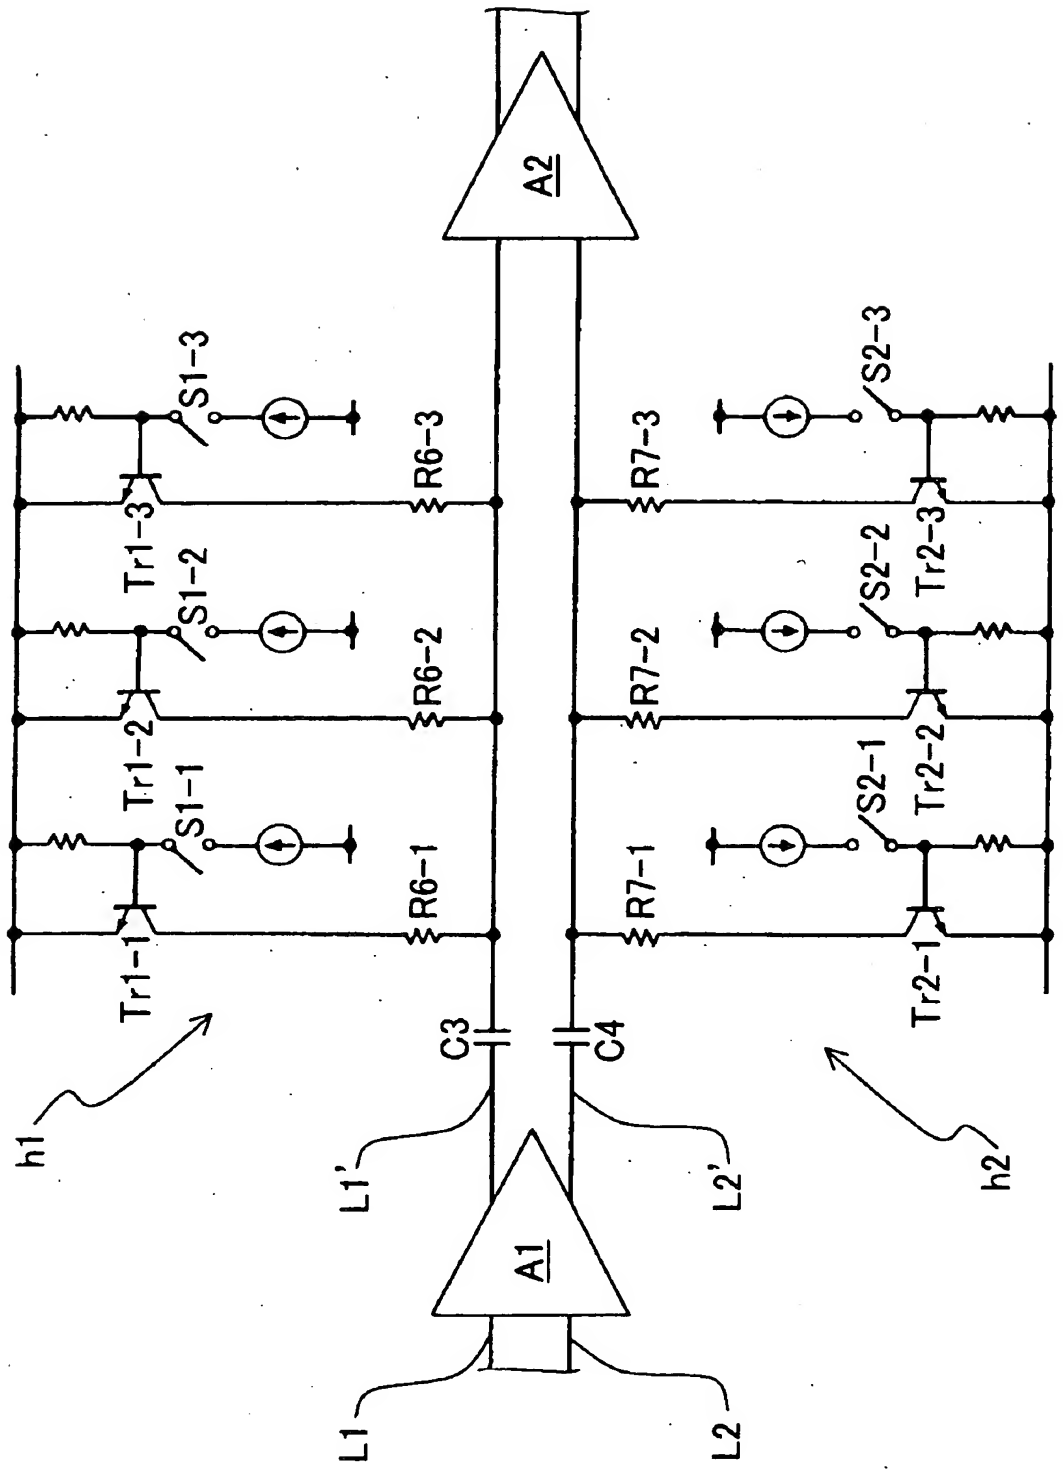 h1
Tr1-1
S1-1
Tr1-2
S1-2
Tr1-3
S1-3
R6-1
R6-2
R6-3
L1
L1'
C3
A1
A2
C4
L2
L2'
R7-1
R7-2
R7-3
S2-1
S2-2
S2-3
Tr2-1
Tr2-2
Tr2-3
h2